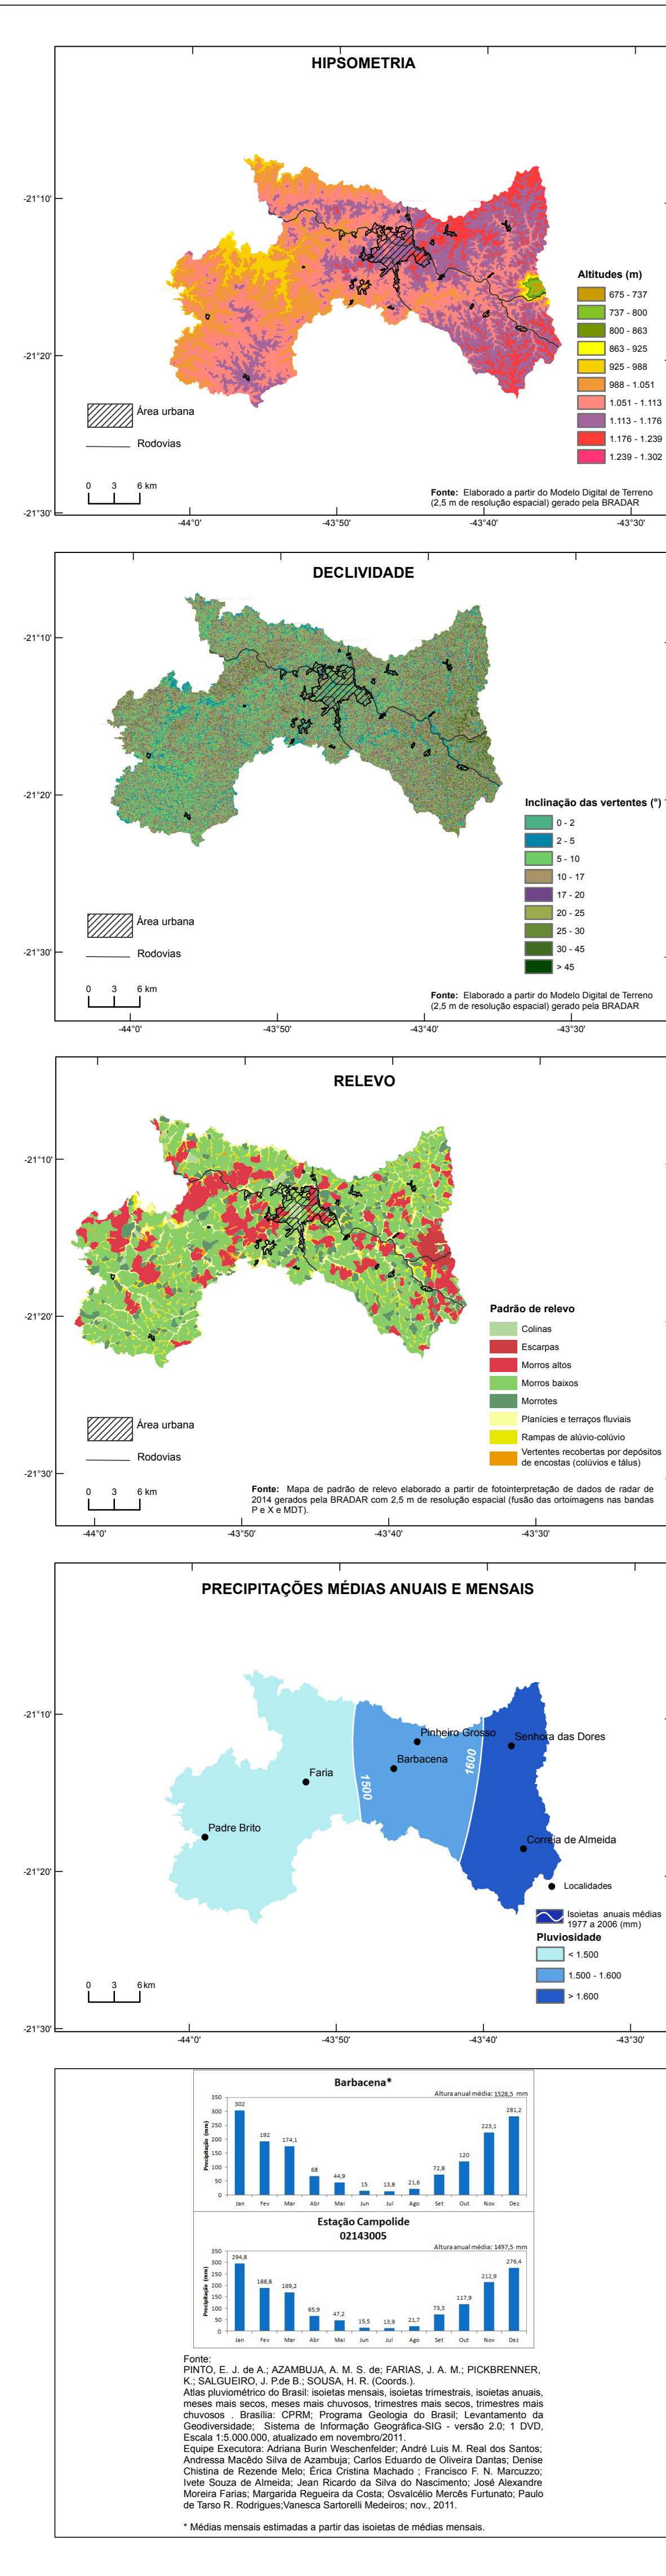 HIPSOMETRIA
-21°10'
-21°20'
-21°30'
Altitudes (m)
675 - 737
737 - 800
800 - 863
863 - 925
925 - 988
988 - 1.051
1.051 - 1.113
1.113 - 1.176
1.176 - 1.239
1.239 - 1.302
Área urbana
Rodovias
0 3 6 km
Fonte: Elaborado a partir do Modelo Digital de Terreno
(2,5 m de resolução espacial) gerado pela BRADAR
-44°0' -43°50' -43°40' -43°30'
DECLIVIDADE
-21°10'
-21°20'
-21°30'
Inclinação das vertentes (°)
0 - 2
2 - 5
5 - 10
10 - 17
17 - 20
20 - 25
25 - 30
30 - 45
> 45
Área urbana
Rodovias
0 3 6 km
Fonte: Elaborado a partir do Modelo Digital de Terreno
(2,5 m de resolução espacial) gerado pela BRADAR
-44°0' -43°50' -43°40' -43°30'
RELEVO
-21°10'
-21°20'
-21°30'
Padrão de relevo
Colinas
Escarpas
Morros altos
Morros baixos
Morrotes
Planícies e terraços fluviais
Rampas de alúvio-colúvio
Vertentes recobertas por depósitos
de encostas (colúvios e tálus)
Área urbana
Rodovias
0 3 6 km
Fonte: Mapa de padrão de relevo elaborado a partir de fotointerpretação de dados de radar de
2014 gerados pela BRADAR com 2,5 m de resolução espacial (fusão das ortoimagens nas bandas
P e X e MDT).
-44°0' -43°50' -43°40' -43°30'
PRECIPITAÇÕES MÉDIAS ANUAIS E MENSAIS
-21°10'
-21°20'
-21°30'
Pinheiro Grosso
Senhora das Dores
Barbacena
Faria
1500
1600
Padre Brito
Correia de Almeida
Localidades
Isoietas anuais médias
1977 a 2006 (mm)
Pluviosidade
< 1.500
1.500 - 1.600
> 1.600
0 3 6 km
-44°0' -43°50' -43°40' -43°30'
Barbacena*
Altura anual média: 1528,5 mm
Precipitação (mm)
350
300
250
200
150
100
50
0
302 192 174,1 68 44,9 15 13,8 21,6 72,8 120 223,1 281,2
Jan Fev Mar Abr Mai Jun Jul Ago Set Out Nov Dez
Estação Campolide
02143005
Altura anual média: 1497,5 mm
Precipitação (mm)
350
300
250
200
150
100
50
0
294,8 188,8 169,2 65,9 47,2 15,5 13,9 21,7 73,3 117,9 212,9 276,4
Jan Fev Mar Abr Mai Jun Jul Ago Set Out Nov Dez
Fonte:
PINTO, E. J. de A.; AZAMBUJA, A. M. S. de; FARIAS, J. A. M.; PICKBRENNER,
K.; SALGUEIRO, J. P.de B.; SOUSA, H. R. (Coords.).
Atlas pluviométrico do Brasil: isoietas mensais, isoietas trimestrais, isoietas anuais,
meses mais secos, meses mais chuvosos, trimestres mais secos, trimestres mais
chuvosos . Brasília: CPRM; Programa Geologia do Brasil; Levantamento da
Geodiversidade; Sistema de Informação Geográfica-SIG - versão 2.0; 1 DVD,
Escala 1:5.000.000, atualizado em novembro/2011.
Equipe Executora: Adriana Burin Weschenfelder; André Luis M. Real dos Santos;
Andressa Macêdo Silva de Azambuja; Carlos Eduardo de Oliveira Dantas; Denise
Chistina de Rezende Melo; Érica Cristina Machado ; Francisco F. N. Marcuzzo;
Ivete Souza de Almeida; Jean Ricardo da Silva do Nascimento; José Alexandre
Moreira Farias; Margarida Regueira da Costa; Osvalcélio Mercês Furtunato; Paulo
de Tarso R. Rodrigues;Vanesca Sartorelli Medeiros; nov., 2011.
* Médias mensais estimadas a partir das isoietas de médias mensais.